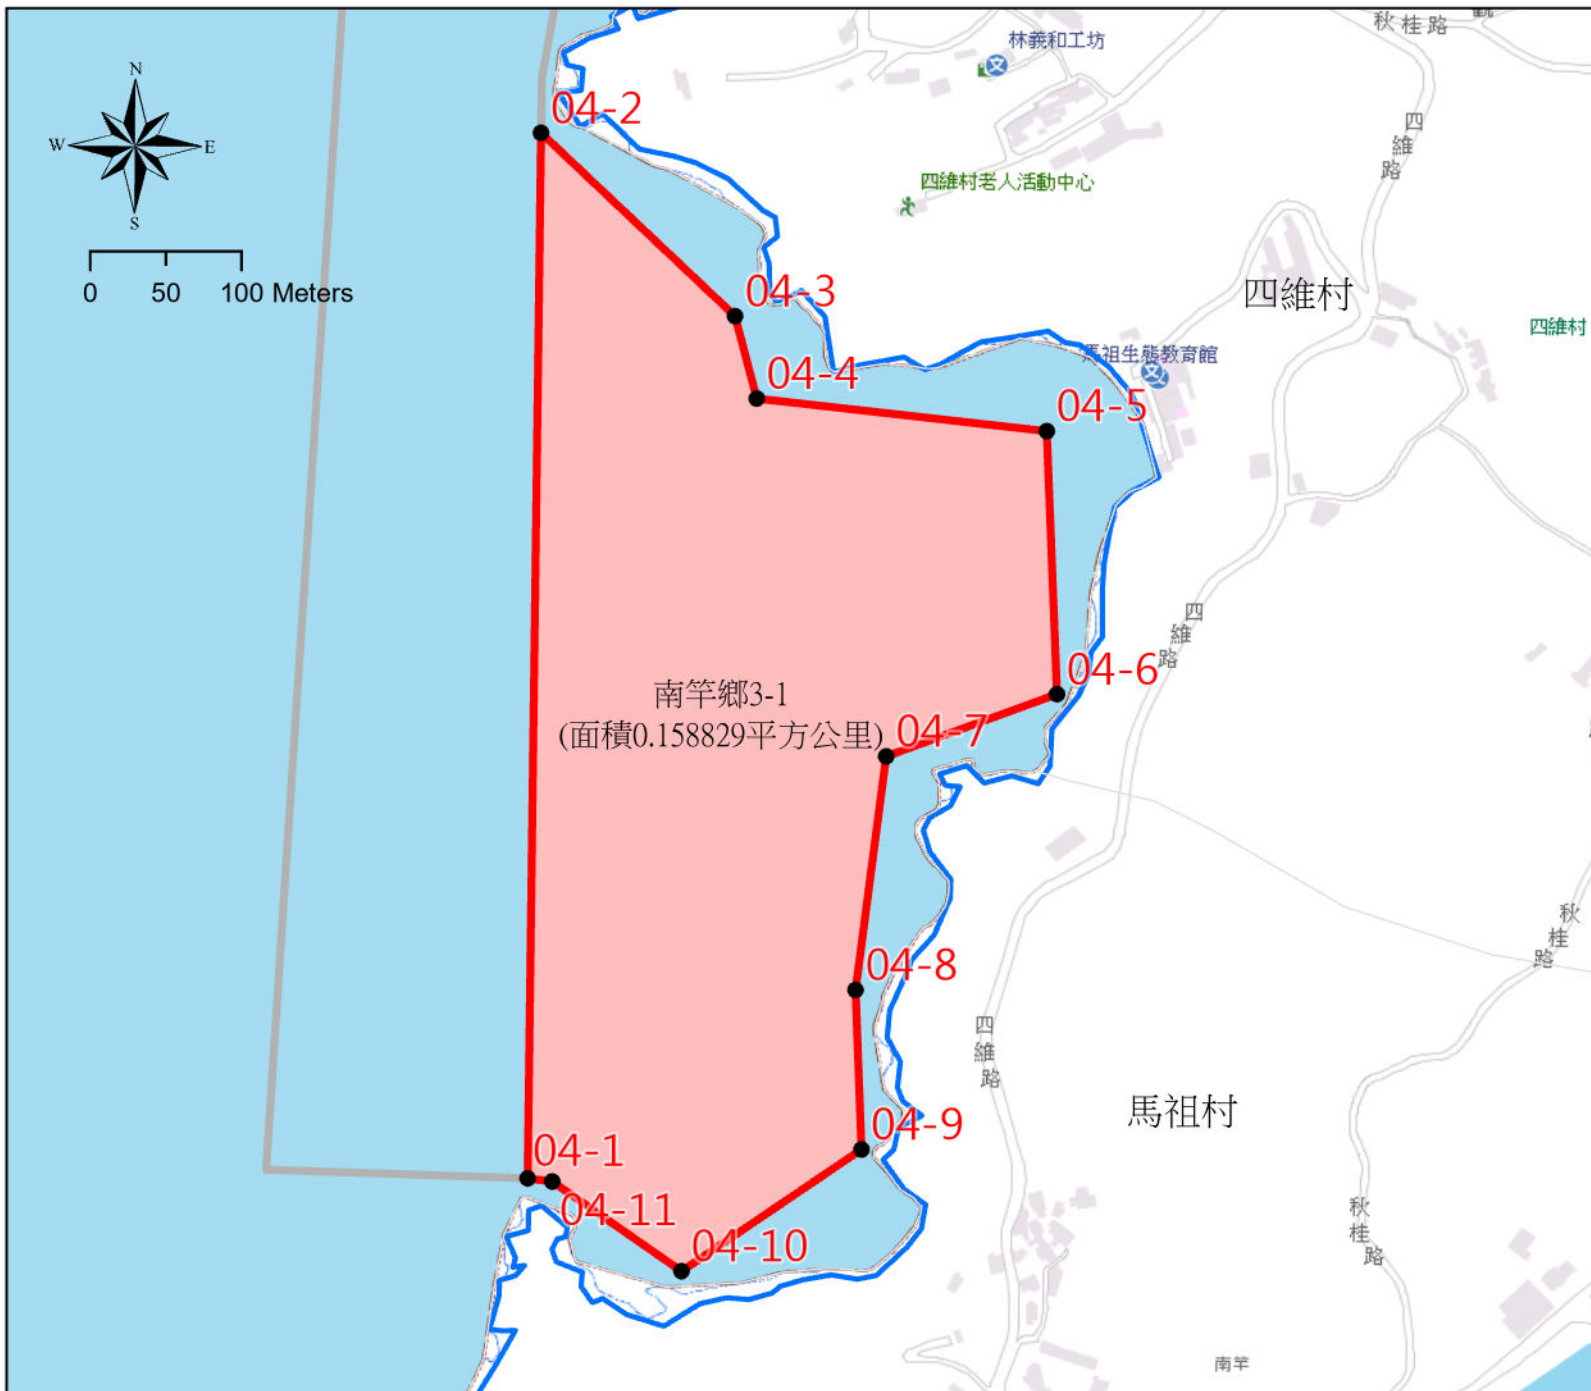 秋桂路
林義和工坊
N
W
E
S
04-2
四維路
四維村老人活動中心
0 50 100 Meters
04-3
四維村
四維村
馬祖生態教育館
04-4
04-5
四維路
04-6
南竿鄉3-1
(面積0.158829平方公里)
04-7
秋桂路
04-8
四維路
馬祖村
04-9
04-1
04-11
04-10
秋桂路
南竿